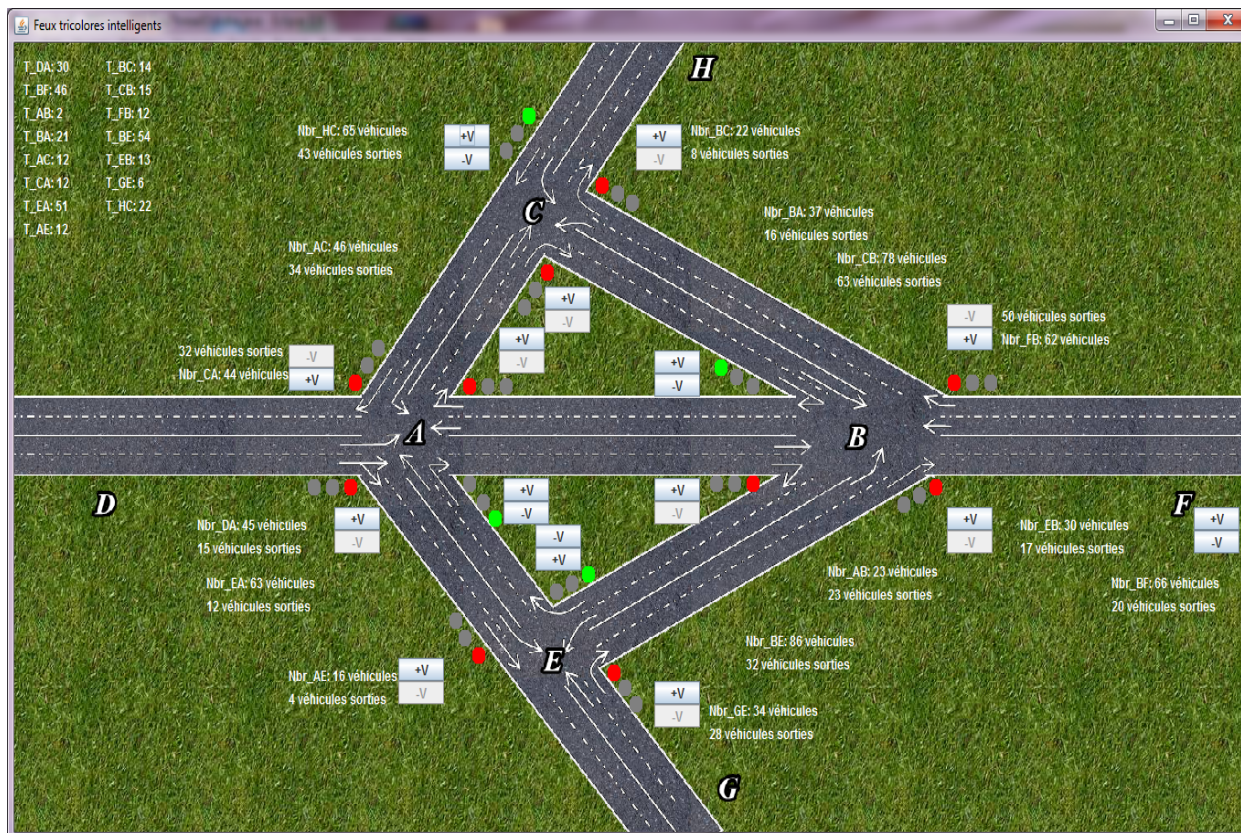 Feux tricolores intelligents
T_DA: 30 T_BC: 14
T_BF: 46 T_CB: 15
T_AB: 2 T_FB: 12
T_BA: 21 T_BE: 54
T_AC: 12 T_EB: 13
T_CA: 12 T_GE: 6
T_EA: 51 T_HC: 22
T_AE: 12
H
Nbr_HC: 65 véhicules
43 véhicules sorties
+V
-V
+V
-V
Nbr_BC: 22 véhicules
8 véhicules sorties
C
Nbr_BA: 37 véhicules
16 véhicules sorties
Nbr_AC: 46 véhicules
34 véhicules sorties
Nbr_CB: 78 véhicules
63 véhicules sorties
+V
-V
-V
+V
50 véhicules sorties
Nbr_FB: 62 véhicules
+V
-V
32 véhicules sorties
Nbr_CA: 44 véhicules
-V
+V
+V
-V
A
B
D
F
+V
-V
+V
-V
+V
-V
+V
-V
+V
-V
Nbr_DA: 45 véhicules
15 véhicules sorties
-V
+V
Nbr_EB: 30 véhicules
17 véhicules sorties
Nbr_EA: 63 véhicules
12 véhicules sorties
Nbr_AB: 23 véhicules
23 véhicules sorties
Nbr_BF: 66 véhicules
20 véhicules sorties
Nbr_BE: 86 véhicules
32 véhicules sorties
E
Nbr_AE: 16 véhicules
4 véhicules sorties
+V
-V
+V
-V
Nbr_GE: 34 véhicules
28 véhicules sorties
G